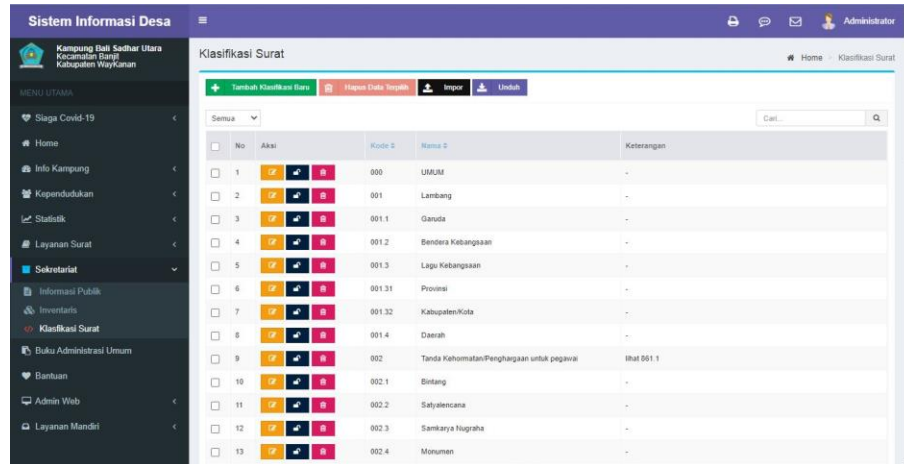 Sistem Informasi Desa
Administrator
Kampung Bali Sadhar Utara
Kecamatan Banjit
Kabupaten WayKanan
Klasifikasi Surat
Home - Klasifikasi Surat
MENU UTAMA
Tambah Klasifikasi Baru Hapus Data Terpilih Impor Unduh
Siaga Covid-19
Semua Cari...
Home
No Aksi Kode Nama Keterangan
Info Kampung
1 000 UMUM -
Kependudukan
2 001 Lambang -
Statistik
3 001.1 Garuda -
Layanan Surat
4 001.2 Bendera Kebangsaan -
Sekretariat
5 001.3 Lagu Kebangsaan -
Informasi Publik
6 001.31 Provinsi -
Inventaris
7 001.32 Kabupaten/Kota -
Klasfikasi Surat
8 001.4 Daerah -
Buku Administrasi Umum
9 002 Tanda Kehormatan/Penghargaan untuk pegawai lihat 861.1
Bantuan
10 002.1 Bintang -
Admin Web
11 002.2 Satyalencana -
Layanan Mandiri
12 002.3 Samkarya Nugraha -
13 002.4 Monumen -